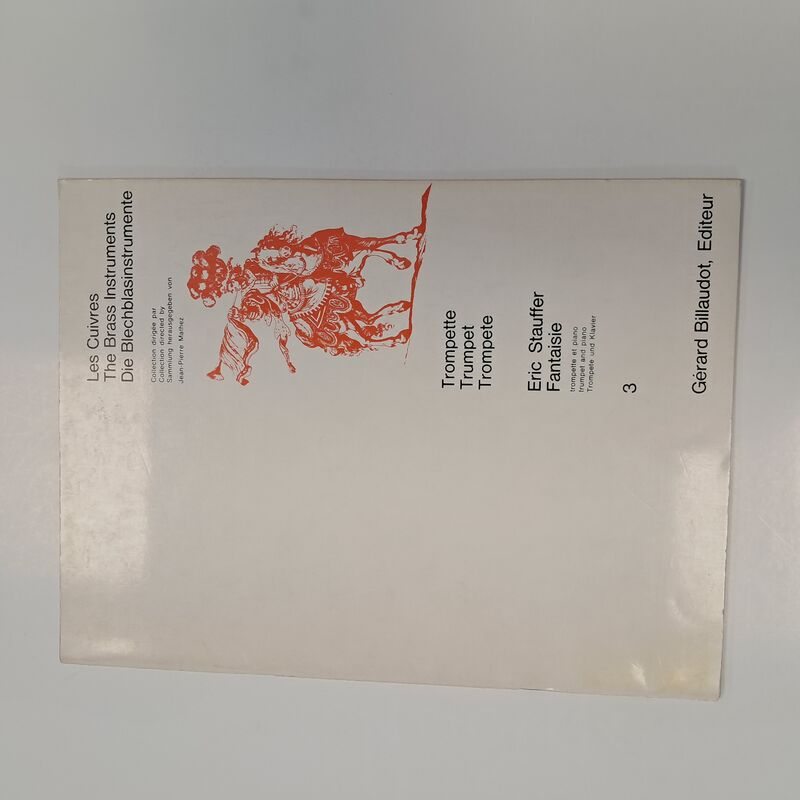 Les Cuivres
The Brass Instruments
Die Blechblasinstrumente
Collection dirigée par
Collection directed by
Sammlung herausgegeben von
Jean-Pierre Mathez
Trompette
Trumpet
Trompete
Eric Stauffer
Fantaisie
trompette et piano
trumpet and piano
Trompete und Klavier
3
Gérard Billaudot, Editeur